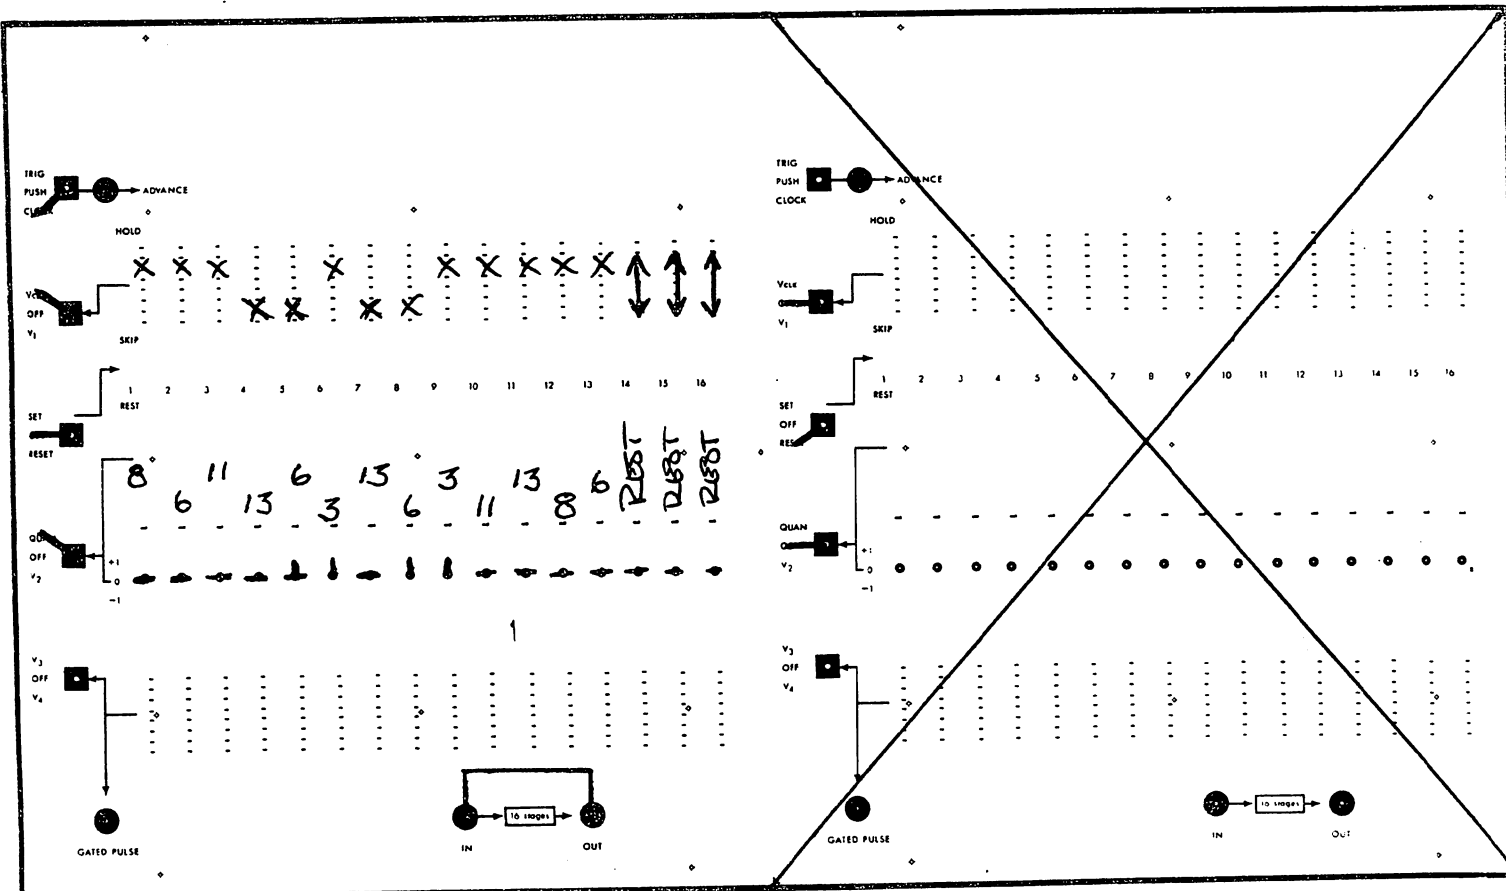 TRIG
PUSH
CLOCK
ADVANCE
HOLD
VCLK
OFF
V1
SKIP
1 2 3 4 5 6 7 8 9 10 11 12 13 14 15 16
REST
SET
RESET
8 6 11 13 6 3 13 6 3 11 13 8 6 REST REST REST
QUAN
OFF
V2
+1
0
-1
1
V3
OFF
V4
GATED PULSE
16 stages
IN OUT
TRIG
PUSH
CLOCK
ADVANCE
HOLD
VCLK
V1
SKIP
1 2 3 4 5 6 7 8 9 10 11 12 13 14 15 16
REST
SET
OFF
RESET
QUAN
V2
+1
0
-1
V3
OFF
V4
GATED PULSE
16 stages
IN OUT